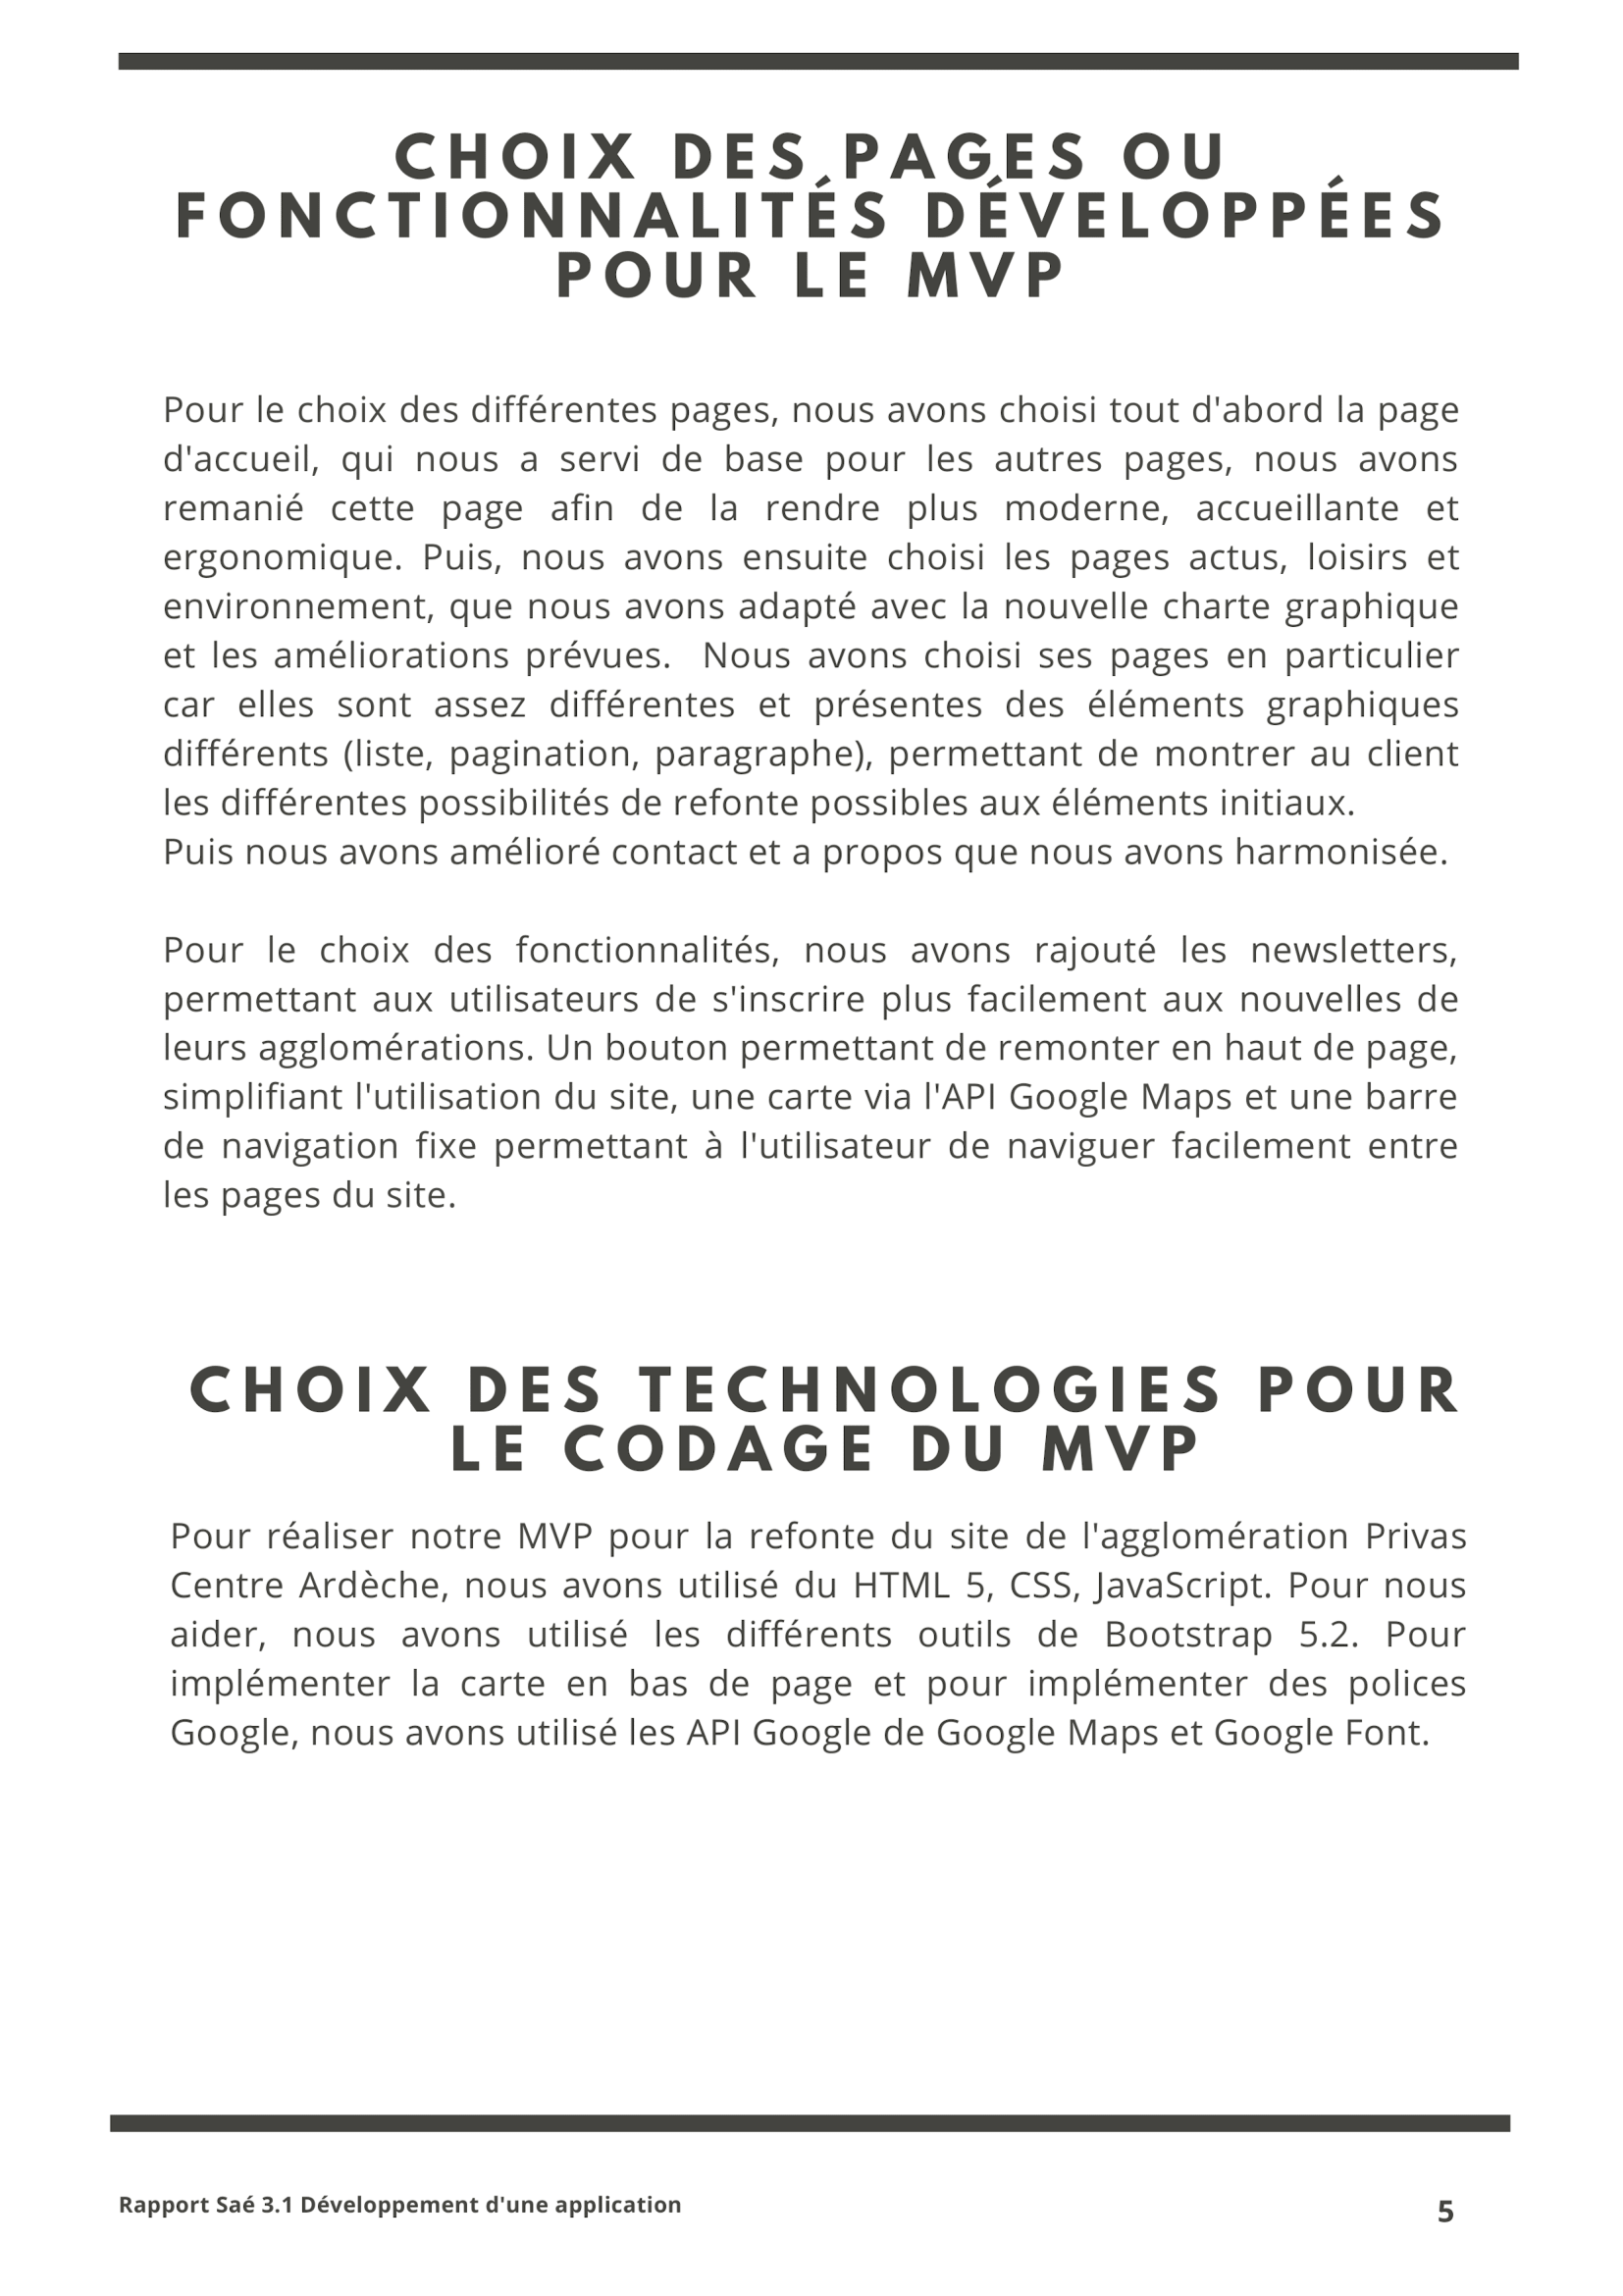 CHOIX DES PAGES OU
FONCTIONNALITÉS DÉVELOPPÉES
POUR LE MVP
Pour le choix des différentes pages, nous avons choisi tout d'abord la page
d'accueil, qui nous a servi de base pour les autres pages, nous avons
remanié cette page afin de la rendre plus moderne, accueillante et
ergonomique. Puis, nous avons ensuite choisi les pages actus, loisirs et
environnement, que nous avons adapté avec la nouvelle charte graphique
et les améliorations prévues.  Nous avons choisi ses pages en particulier
car elles sont assez différentes et présentes des éléments graphiques
différents (liste, pagination, paragraphe), permettant de montrer au client
les différentes possibilités de refonte possibles aux éléments initiaux.
Puis nous avons amélioré contact et a propos que nous avons harmonisée.
Pour le choix des fonctionnalités, nous avons rajouté les newsletters,
permettant aux utilisateurs de s'inscrire plus facilement aux nouvelles de
leurs agglomérations. Un bouton permettant de remonter en haut de page,
simplifiant l'utilisation du site, une carte via l'API Google Maps et une barre
de navigation fixe permettant à l'utilisateur de naviguer facilement entre
les pages du site.
CHOIX DES TECHNOLOGIES POUR
LE CODAGE DU MVP
Pour réaliser notre MVP pour la refonte du site de l'agglomération Privas
Centre Ardèche, nous avons utilisé du HTML 5, CSS, JavaScript. Pour nous
aider, nous avons utilisé les différents outils de Bootstrap 5.2. Pour
implémenter la carte en bas de page et pour implémenter des polices
Google, nous avons utilisé les API Google de Google Maps et Google Font.
Rapport Saé 3.1 Développement d'une application
5